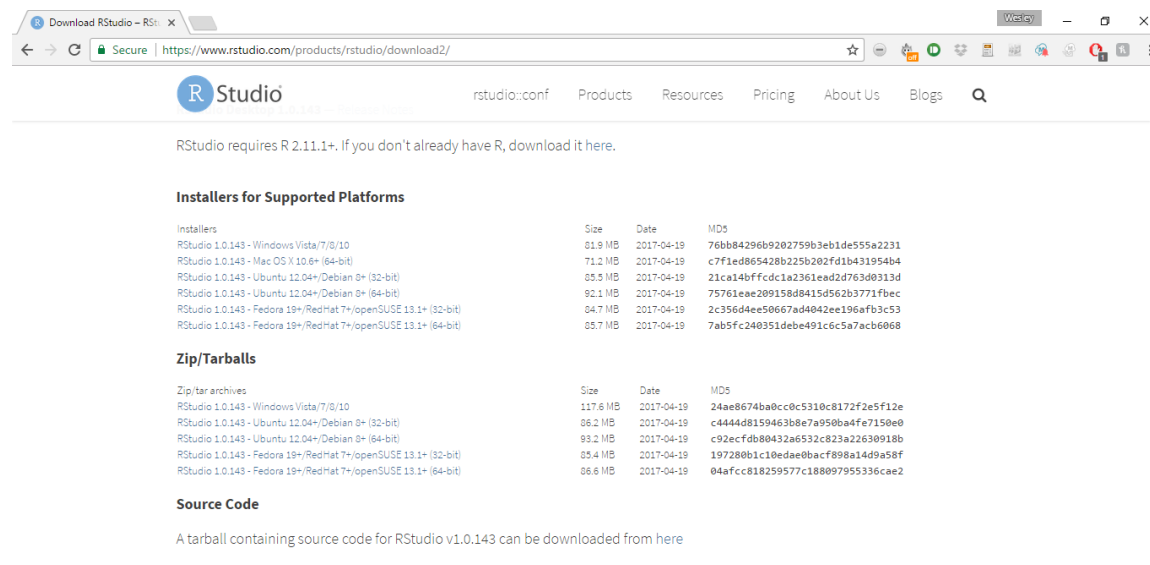 Download RStudio – RSt
Wesley
Secure | https://www.rstudio.com/products/rstudio/download2/
off
1
R Studio
rstudio::conf Products Resources Pricing About Us Blogs
RStudio requires R 2.11.1+. If you don't already have R, download it here.
Installers for Supported Platforms
Installers Size Date MD5
RStudio 1.0.143 - Windows Vista/7/8/10 81.9 MB 2017-04-19 76bb84296b9202759b3eb1de555a2231
RStudio 1.0.143 - Mac OS X 10.6+ (64-bit) 71.2 MB 2017-04-19 c7f1ed865428b225b202fd1b431954b4
RStudio 1.0.143 - Ubuntu 12.04+/Debian 8+ (32-bit) 85.5 MB 2017-04-19 21ca14bffcdc1a2361ead2d763d0313d
RStudio 1.0.143 - Ubuntu 12.04+/Debian 8+ (64-bit) 92.1 MB 2017-04-19 75761eae209158d8415d562b3771fbec
RStudio 1.0.143 - Fedora 19+/RedHat 7+/openSUSE 13.1+ (32-bit) 84.7 MB 2017-04-19 2c356d4ee50667ad4042ee196afb3c53
RStudio 1.0.143 - Fedora 19+/RedHat 7+/openSUSE 13.1+ (64-bit) 85.7 MB 2017-04-19 7ab5fc240351debe491c6c5a7acb6068
Zip/Tarballs
Zip/tar archives Size Date MD5
RStudio 1.0.143 - Windows Vista/7/8/10 117.6 MB 2017-04-19 24ae8674ba0cc0c5310c8172f2e5f12e
RStudio 1.0.143 - Ubuntu 12.04+/Debian 8+ (32-bit) 86.2 MB 2017-04-19 c4444d8159463b8e7a950ba4fe7150e0
RStudio 1.0.143 - Ubuntu 12.04+/Debian 8+ (64-bit) 93.2 MB 2017-04-19 c92ecfdb80432a6532c823a22630918b
RStudio 1.0.143 - Fedora 19+/RedHat 7+/openSUSE 13.1+ (32-bit) 85.4 MB 2017-04-19 197280b1c10edae0bacf898a14d9a58f
RStudio 1.0.143 - Fedora 19+/RedHat 7+/openSUSE 13.1+ (64-bit) 86.6 MB 2017-04-19 04afcc818259577c188097955336cae2
Source Code
A tarball containing source code for RStudio v1.0.143 can be downloaded from here